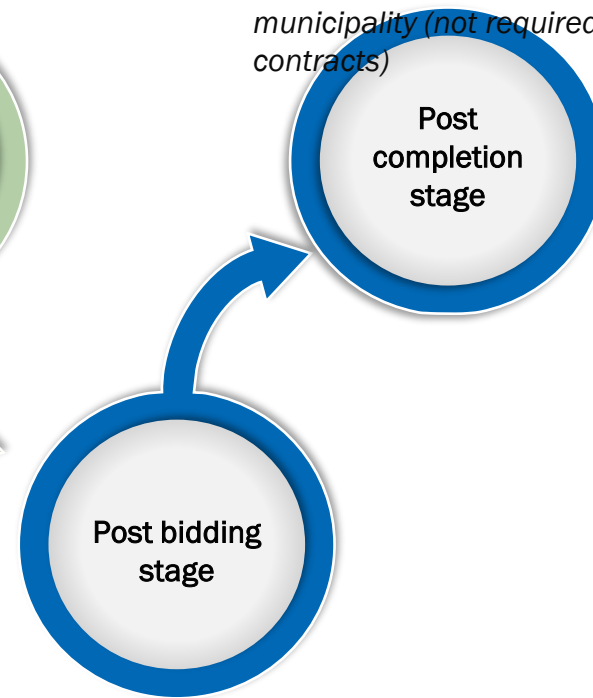 municipality (not required
contracts)
Post
completion
stage
Post bidding
stage